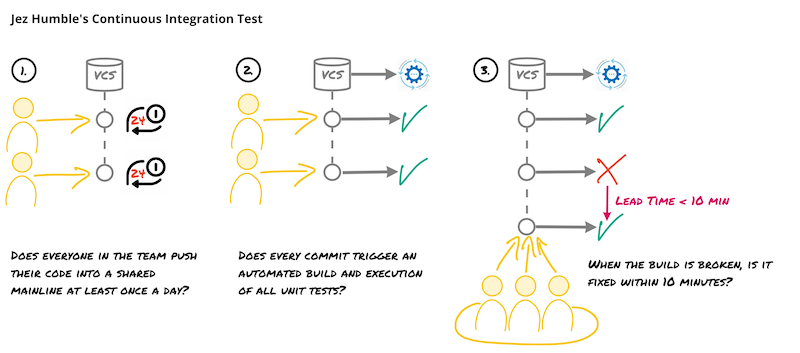 Jez Humble's Continuous Integration Test
1.
VCS
24
1
24
1
Does everyone in the team push
their code into a shared
mainline at least once a day?
2.
VCS
Does every commit trigger an
automated build and execution
of all unit tests?
3.
VCS
Lead Time < 10 min
When the build is broken, is it
fixed within 10 minutes?